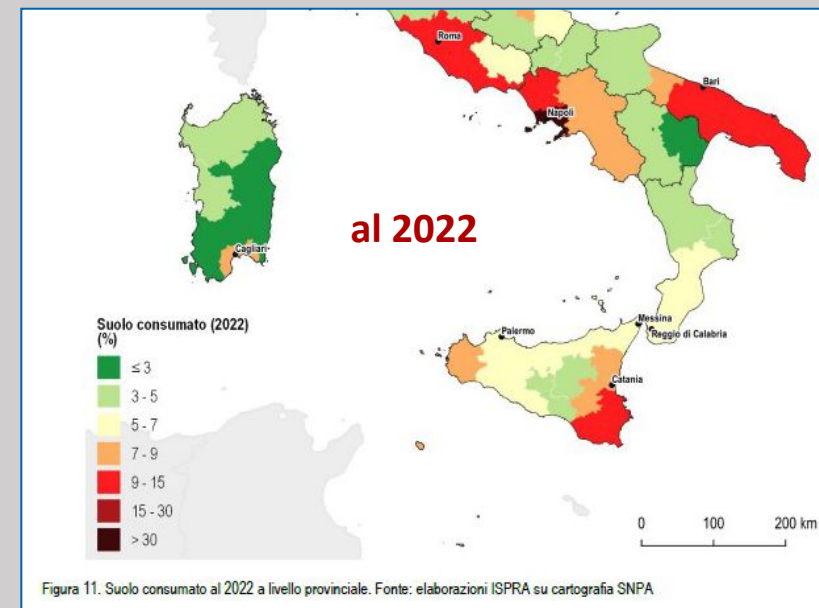 Roma
Bari
Napoli
al 2022
Cagliari
Suolo consumato (2022)
(%)
≤ 3
3 - 5
5 - 7
7 - 9
9 - 15
15 - 30
> 30
Palermo
Messina
Reggio di Calabria
Catania
0 100 200 km
Figura 11. Suolo consumato al 2022 a livello provinciale. Fonte: elaborazioni ISPRA su cartografia SNPA